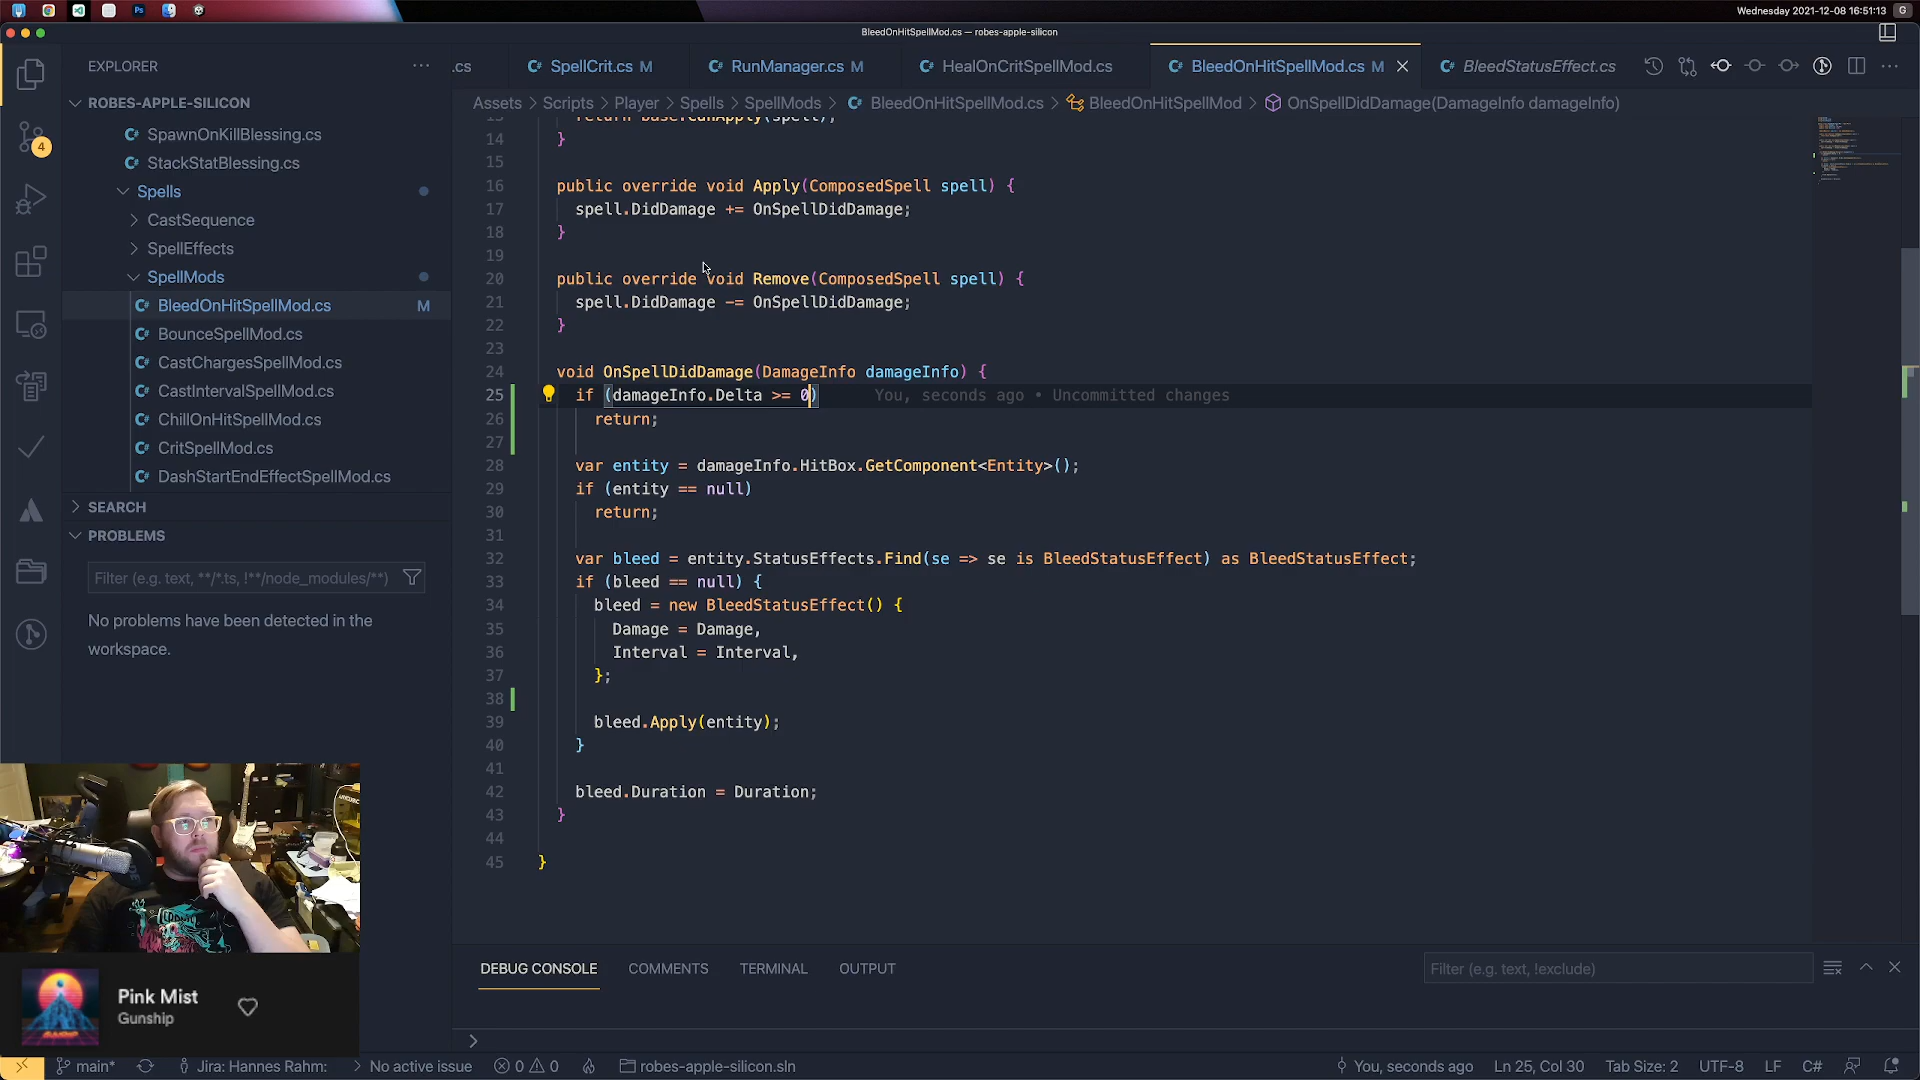 Wednesday 2021-12-08 16:51:13 G
BleedOnHitSpellMod.cs — robes-apple-silicon
EXPLORER
ROBES-APPLE-SILICON
SpawnOnKillBlessing.cs
StackStatBlessing.cs
Spells
CastSequence
SpellEffects
SpellMods
BleedOnHitSpellMod.cs M
BounceSpellMod.cs
CastChargesSpellMod.cs
CastIntervalSpellMod.cs
ChillOnHitSpellMod.cs
CritSpellMod.cs
DashStartEndEffectSpellMod.cs
4
SEARCH
PROBLEMS
Filter (e.g. text, **/*.ts, !**/node_modules/**)
No problems have been detected in the
workspace.
.cs SpellCrit.cs M RunManager.cs M HealOnCritSpellMod.cs BleedOnHitSpellMod.cs M BleedStatusEffect.cs
Assets > Scripts > Player > Spells > SpellMods > BleedOnHitSpellMod.cs > BleedOnHitSpellMod > OnSpellDidDamage(DamageInfo damageInfo)
13 return base.CanApply(spell);
14 }
15
16 public override void Apply(ComposedSpell spell) {
17 spell.DidDamage += OnSpellDidDamage;
18 }
19
20 public override void Remove(ComposedSpell spell) {
21 spell.DidDamage -= OnSpellDidDamage;
22 }
23
24 void OnSpellDidDamage(DamageInfo damageInfo) {
25 if (damageInfo.Delta >= 0) You, seconds ago • Uncommitted changes
26 return;
27
28 var entity = damageInfo.HitBox.GetComponent<Entity>();
29 if (entity == null)
30 return;
31
32 var bleed = entity.StatusEffects.Find(se => se is BleedStatusEffect) as BleedStatusEffect;
33 if (bleed == null) {
34 bleed = new BleedStatusEffect() {
35 Damage = Damage,
36 Interval = Interval,
37 };
38
39 bleed.Apply(entity);
40 }
41
42 bleed.Duration = Duration;
43 }
44
45 }
DEBUG CONSOLE COMMENTS TERMINAL OUTPUT
Filter (e.g. text, !exclude)
Pink Mist
Gunship
main* Jira: Hannes Rahm: No active issue 0 0 robes-apple-silicon.sln You, seconds ago Ln 25, Col 30 Tab Size: 2 UTF-8 LF C#